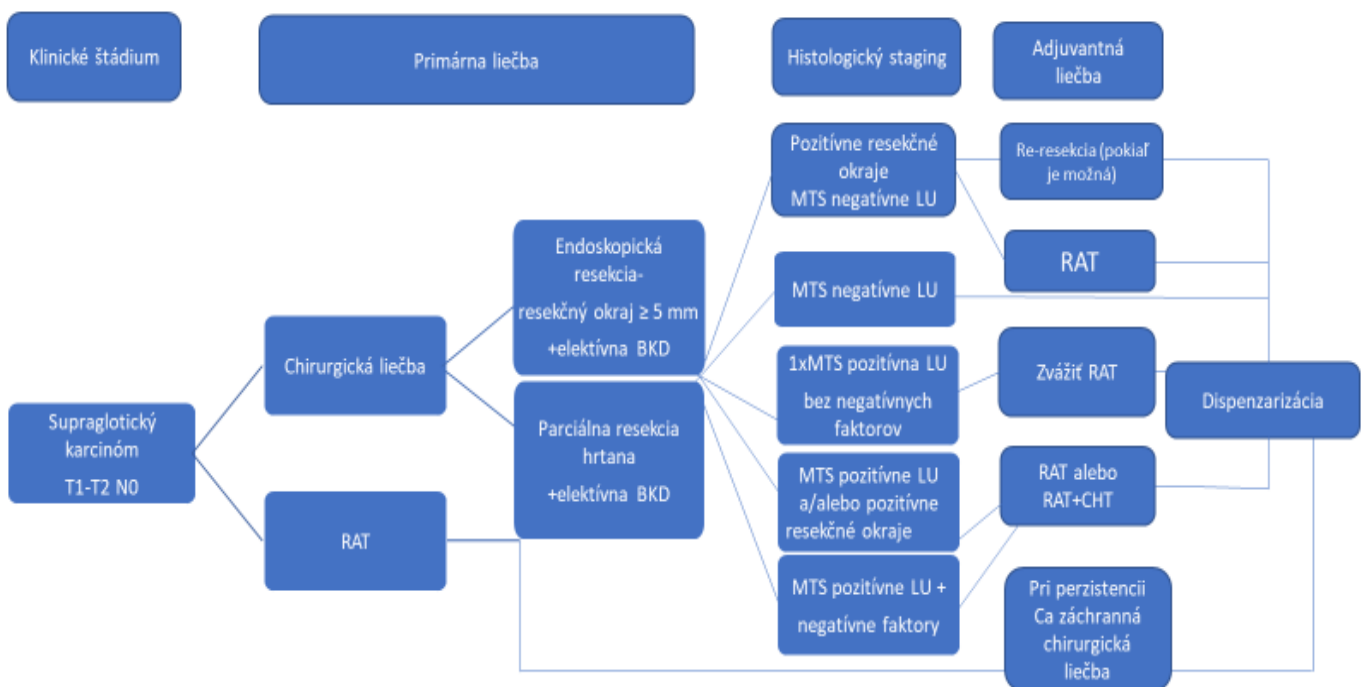 Klinické štádium
Primárna liečba
Histologický staging
Adjuvantná
liečba
Supraglotický
karcinóm
T1-T2 N0
Chirurgická liečba
RAT
Endoskopická
resekcia-
resekčný okraj ≥ 5 mm
+elektívna BKD
Parciálna resekcia
hrtana
+elektívna BKD
Pozitívne resekčné
okraje
MTS negatívne LU
MTS negatívne LU
1xMTS pozitívna LU
bez negatívnych
faktorov
MTS pozitívne LU
a/alebo pozitívne
resekčné okraje
MTS pozitívne LU +
negatívne faktory
Re-resekcia (pokiaľ
je možná)
RAT
Zvážiť RAT
RAT alebo
RAT+CHT
Pri perzistencii
Ca záchranná
chirurgická
liečba
Dispenzarizácia